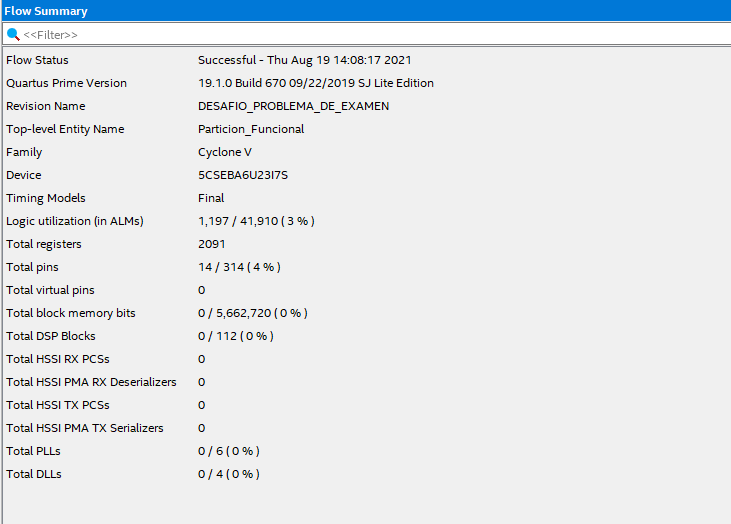 Flow Summary
<<Filter>>
Flow Status Successful - Thu Aug 19 14:08:17 2021
Quartus Prime Version 19.1.0 Build 670 09/22/2019 SJ Lite Edition
Revision Name DESAFIO_PROBLEMA_DE_EXAMEN
Top-level Entity Name Particion_Funcional
Family Cyclone V
Device 5CSEBA6U23I7S
Timing Models Final
Logic utilization (in ALMs) 1,197 / 41,910 ( 3 % )
Total registers 2091
Total pins 14 / 314 ( 4 % )
Total virtual pins 0
Total block memory bits 0 / 5,662,720 ( 0 % )
Total DSP Blocks 0 / 112 ( 0 % )
Total HSSI RX PCSs 0
Total HSSI PMA RX Deserializers 0
Total HSSI TX PCSs 0
Total HSSI PMA TX Serializers 0
Total PLLs 0 / 6 ( 0 % )
Total DLLs 0 / 4 ( 0 % )